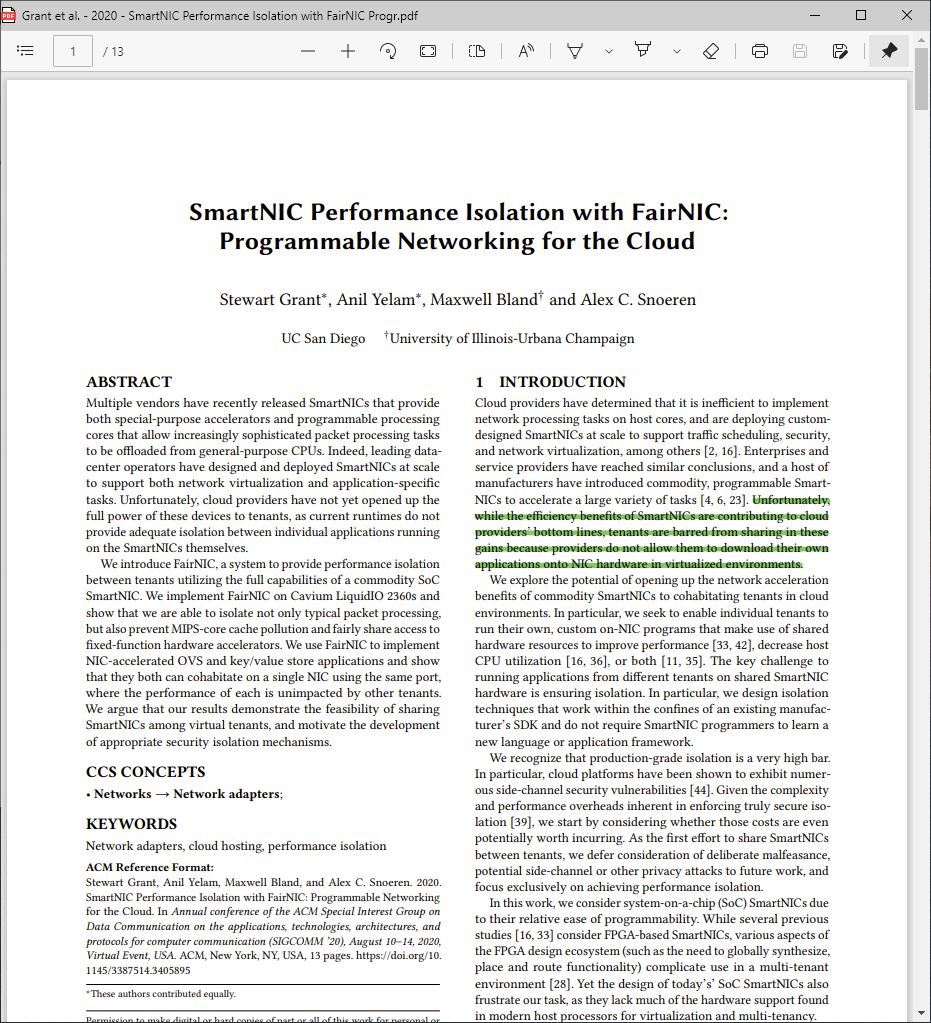 Grant et al. - 2020 - SmartNIC Performance Isolation with FairNIC Progr.pdf
1 / 13
SmartNIC Performance Isolation with FairNIC:
Programmable Networking for the Cloud
Stewart Grant*, Anil Yelam*, Maxwell Bland† and Alex C. Snoeren
UC San Diego †University of Illinois-Urbana Champaign
ABSTRACT
Multiple vendors have recently released SmartNICs that provide
both special-purpose accelerators and programmable processing
cores that allow increasingly sophisticated packet processing tasks
to be offloaded from general-purpose CPUs. Indeed, leading data-
center operators have designed and deployed SmartNICs at scale
to support both network virtualization and application-specific
tasks. Unfortunately, cloud providers have not yet opened up the
full power of these devices to tenants, as current runtimes do not
provide adequate isolation between individual applications running
on the SmartNICs themselves.
We introduce FairNIC, a system to provide performance isolation
between tenants utilizing the full capabilities of a commodity SoC
SmartNIC. We implement FairNIC on Cavium LiquidIO 2360s and
show that we are able to isolate not only typical packet processing,
but also prevent MIPS-core cache pollution and fairly share access to
fixed-function hardware accelerators. We use FairNIC to implement
NIC-accelerated OVS and key/value store applications and show
that they both can cohabitate on a single NIC using the same port,
where the performance of each is unimpacted by other tenants.
We argue that our results demonstrate the feasibility of sharing
SmartNICs among virtual tenants, and motivate the development
of appropriate security isolation mechanisms.
CCS CONCEPTS
• Networks → Network adapters;
KEYWORDS
Network adapters, cloud hosting, performance isolation
ACM Reference Format:
Stewart Grant, Anil Yelam, Maxwell Bland, and Alex C. Snoeren. 2020.
SmartNIC Performance Isolation with FairNIC: Programmable Networking
for the Cloud. In Annual conference of the ACM Special Interest Group on
Data Communication on the applications, technologies, architectures, and
protocols for computer communication (SIGCOMM '20), August 10–14, 2020,
Virtual Event, USA. ACM, New York, NY, USA, 13 pages. https://doi.org/10.
1145/3387514.3405895
*These authors contributed equally.
Permission to make digital or hard copies of part or all of this work for personal or
1 INTRODUCTION
Cloud providers have determined that it is inefficient to implement
network processing tasks on host cores, and are deploying custom-
designed SmartNICs at scale to support traffic scheduling, security,
and network virtualization, among others [2, 16]. Enterprises and
service providers have reached similar conclusions, and a host of
manufacturers have introduced commodity, programmable Smart-
NICs to accelerate a large variety of tasks [4, 6, 23]. Unfortunately,
while the efficiency benefits of SmartNICs are contributing to cloud
providers' bottom lines, tenants are barred from sharing in these
gains because providers do not allow them to download their own
applications onto NIC hardware in virtualized environments.
We explore the potential of opening up the network acceleration
benefits of commodity SmartNICs to cohabitating tenants in cloud
environments. In particular, we seek to enable individual tenants to
run their own, custom on-NIC programs that make use of shared
hardware resources to improve performance [33, 42], decrease host
CPU utilization [16, 36], or both [11, 35]. The key challenge to
running applications from different tenants on shared SmartNIC
hardware is ensuring isolation. In particular, we design isolation
techniques that work within the confines of an existing manufac-
turer's SDK and do not require SmartNIC programmers to learn a
new language or application framework.
We recognize that production-grade isolation is a very high bar.
In particular, cloud platforms have been shown to exhibit numer-
ous side-channel security vulnerabilities [44]. Given the complexity
and performance overheads inherent in enforcing truly secure iso-
lation [39], we start by considering whether those costs are even
potentially worth incurring. As the first effort to share SmartNICs
between tenants, we defer consideration of deliberate malfeasance,
potential side-channel or other privacy attacks to future work, and
focus exclusively on achieving performance isolation.
In this work, we consider system-on-a-chip (SoC) SmartNICs due
to their relative ease of programmability. While several previous
studies [16, 33] consider FPGA-based SmartNICs, various aspects of
the FPGA design ecosystem (such as the need to globally synthesize,
place and route functionality) complicate use in a multi-tenant
environment [28]. Yet the design of today's' SoC SmartNICs also
frustrate our task, as they lack much of the hardware support found
in modern host processors for virtualization and multi-tenancy.